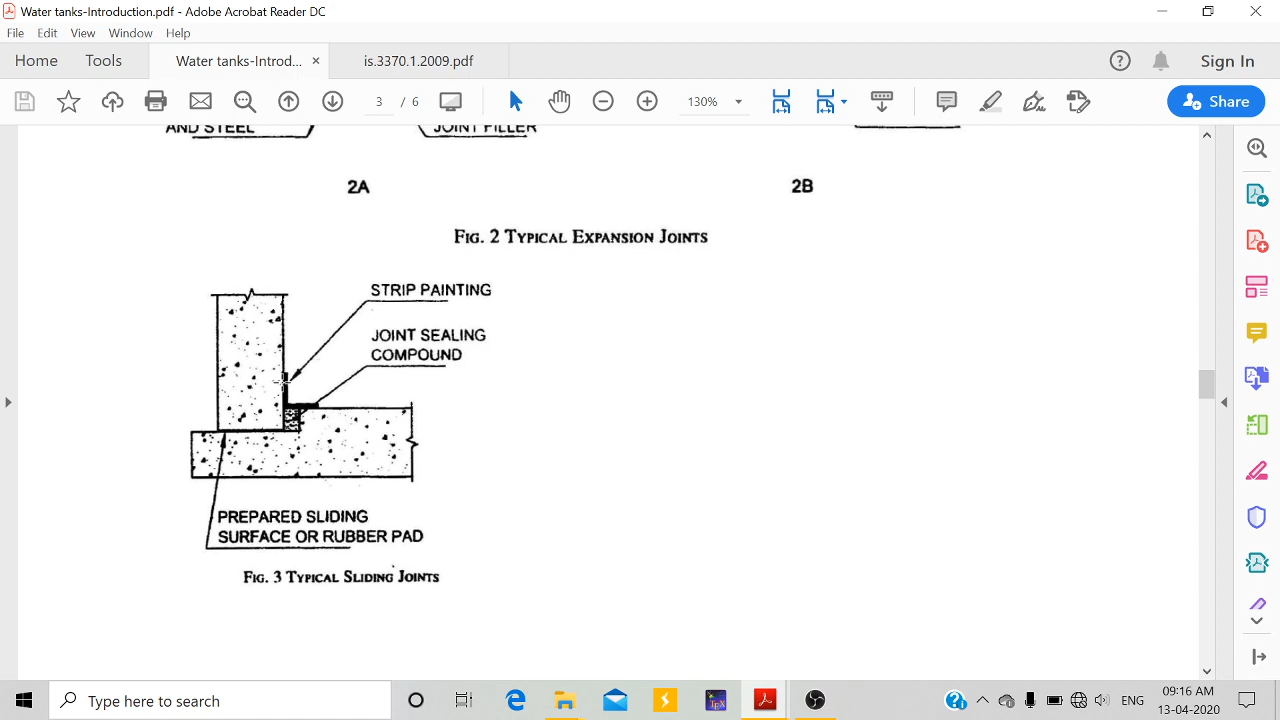 Water tanks-Introduction.pdf - Adobe Acrobat Reader DC
File Edit View Window Help
Home Tools Water tanks-Introd... × is.3370.1.2009.pdf Sign In
3 / 6 130% Share
AND STEEL JOINT FILLER
2A 2B
FIG. 2 TYPICAL EXPANSION JOINTS
STRIP PAINTING
JOINT SEALING
COMPOUND
PREPARED SLIDING
SURFACE OR RUBBER PAD
FIG. 3 TYPICAL SLIDING JOINTS
Type here to search
ENG
09:16 AM
13-04-2020